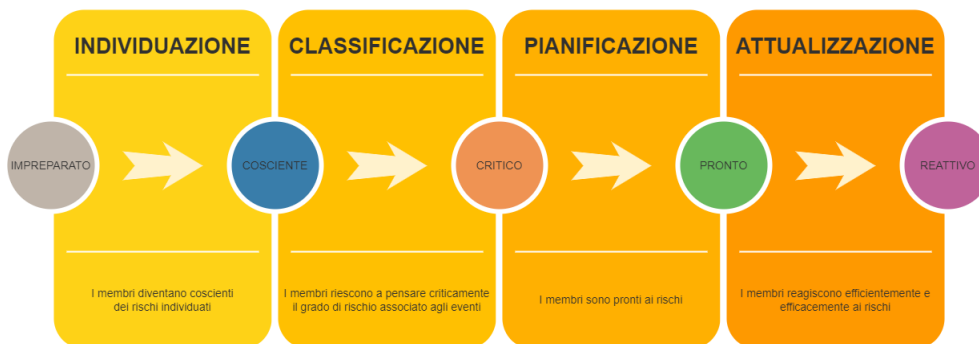 INDIVIDUAZIONE
CLASSIFICAZIONE
PIANIFICAZIONE
ATTUALIZZAZIONE
IMPREPARATO
COSCIENTE
CRITICO
PRONTO
REATTIVO
I membri diventano coscienti
dei rischi individuati
I membri riescono a pensare criticamente
il grado di rischio associato agli eventi
I membri sono pronti ai rischi
I membri reagiscono efficientemente e
efficacemente ai rischi